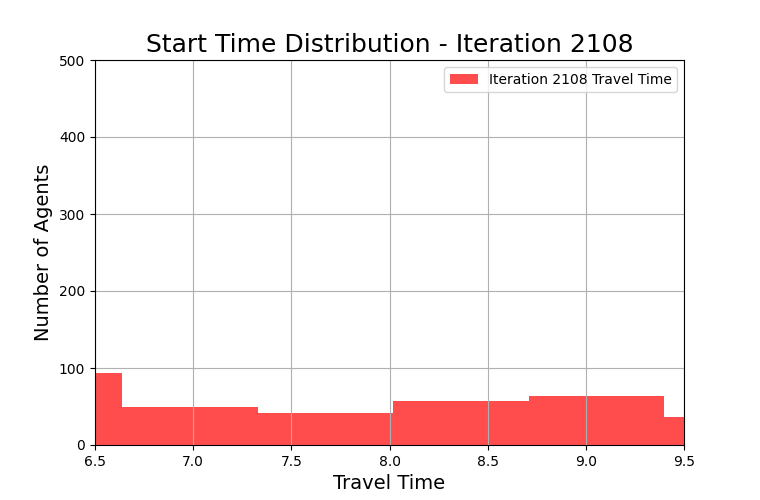 Start Time Distribution - Iteration 2108
500
400
300
200
100
0
Number of Agents
Iteration 2108 Travel Time
6.5 7.0 7.5 8.0 8.5 9.0 9.5
Travel Time